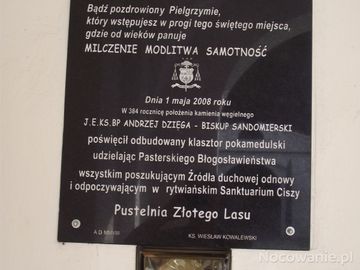 Bądź pozdrowiony Pielgrzymie,
który wstępujesz w progi tego świętego miejsca,
gdzie od wieków panuje
MILCZENIE MODLITWA SAMOTNOŚĆ
Dnia 1 maja 2008 roku
W 384 rocznicę położenia kamienia węgielnego
J.E.KS.BP ANDRZEJ DZIĘGA - BISKUP SANDOMIERSKI
poświęcił odbudowany klasztor pokamedulski
udzielając Pasterskiego Błogosławieństwa
wszystkim poszukującym Źródła duchowej odnowy
i odpoczywającym w rytwiańskim Sanktuarium Ciszy
Pustelnia Złotego Lasu
A.D MMVIII KS. WIESŁAW KOWALEWSKI
Nocowanie.pl